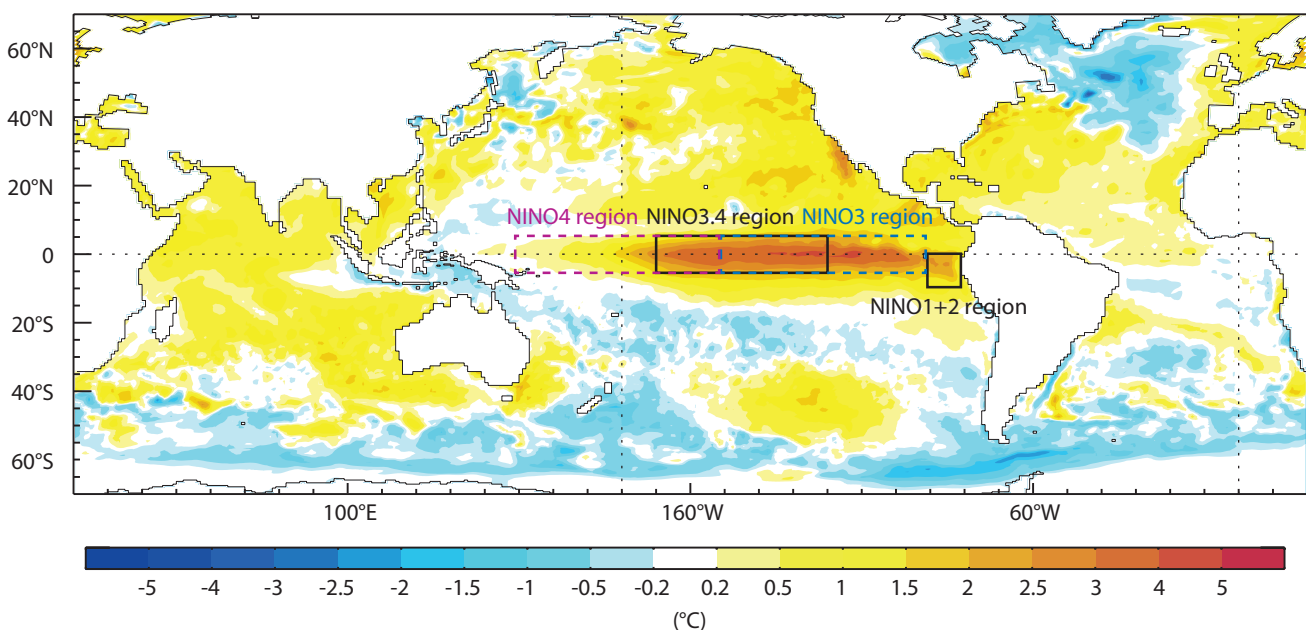 60°N
40°N
20°N
0
20°S
40°S
60°S
NINO4 region NINO3.4 region NINO3 region
NINO1+2 region
100°E 160°W 60°W
-5 -4 -3 -2.5 -2 -1.5 -1 -0.5 -0.2 0.2 0.5 1 1.5 2 2.5 3 4 5
(°C)